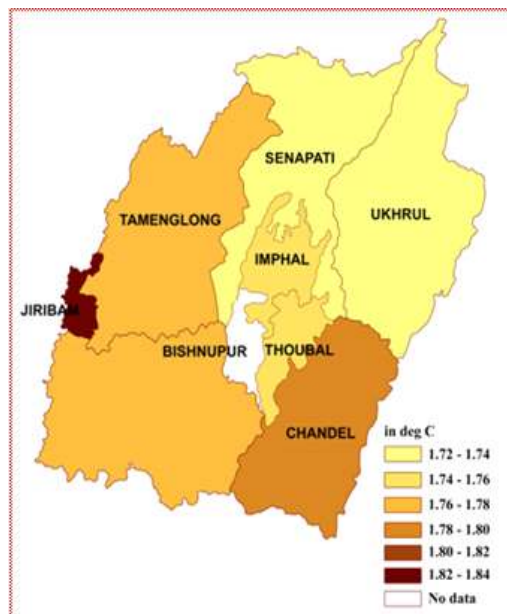 SENAPATI
UKHRUL
TAMENGLONG
IMPHAL
JIRIBAM
BISHNUPUR
THOUBAL
CHANDEL
in deg C
1.72 - 1.74
1.74 - 1.76
1.76 - 1.78
1.78 - 1.80
1.80 - 1.82
1.82 - 1.84
No data